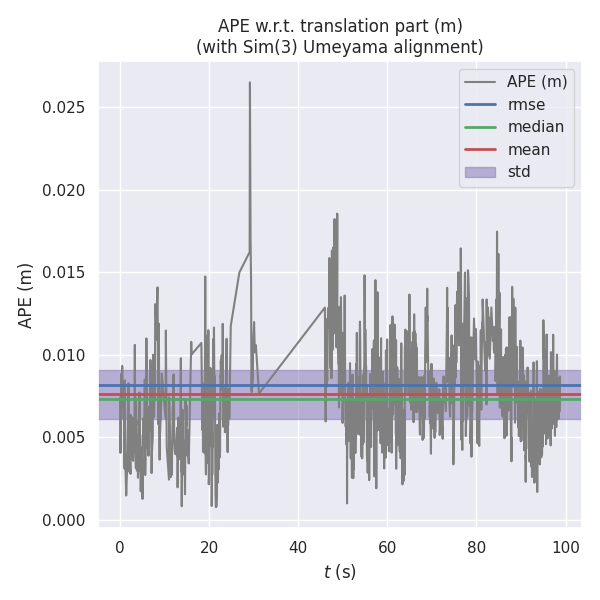 APE w.r.t. translation part (m)
(with Sim(3) Umeyama alignment)
APE (m)
rmse
median
mean
std
APE (m)
0.025
0.020
0.015
0.010
0.005
0.000
0 20 40 60 80 100
t (s)